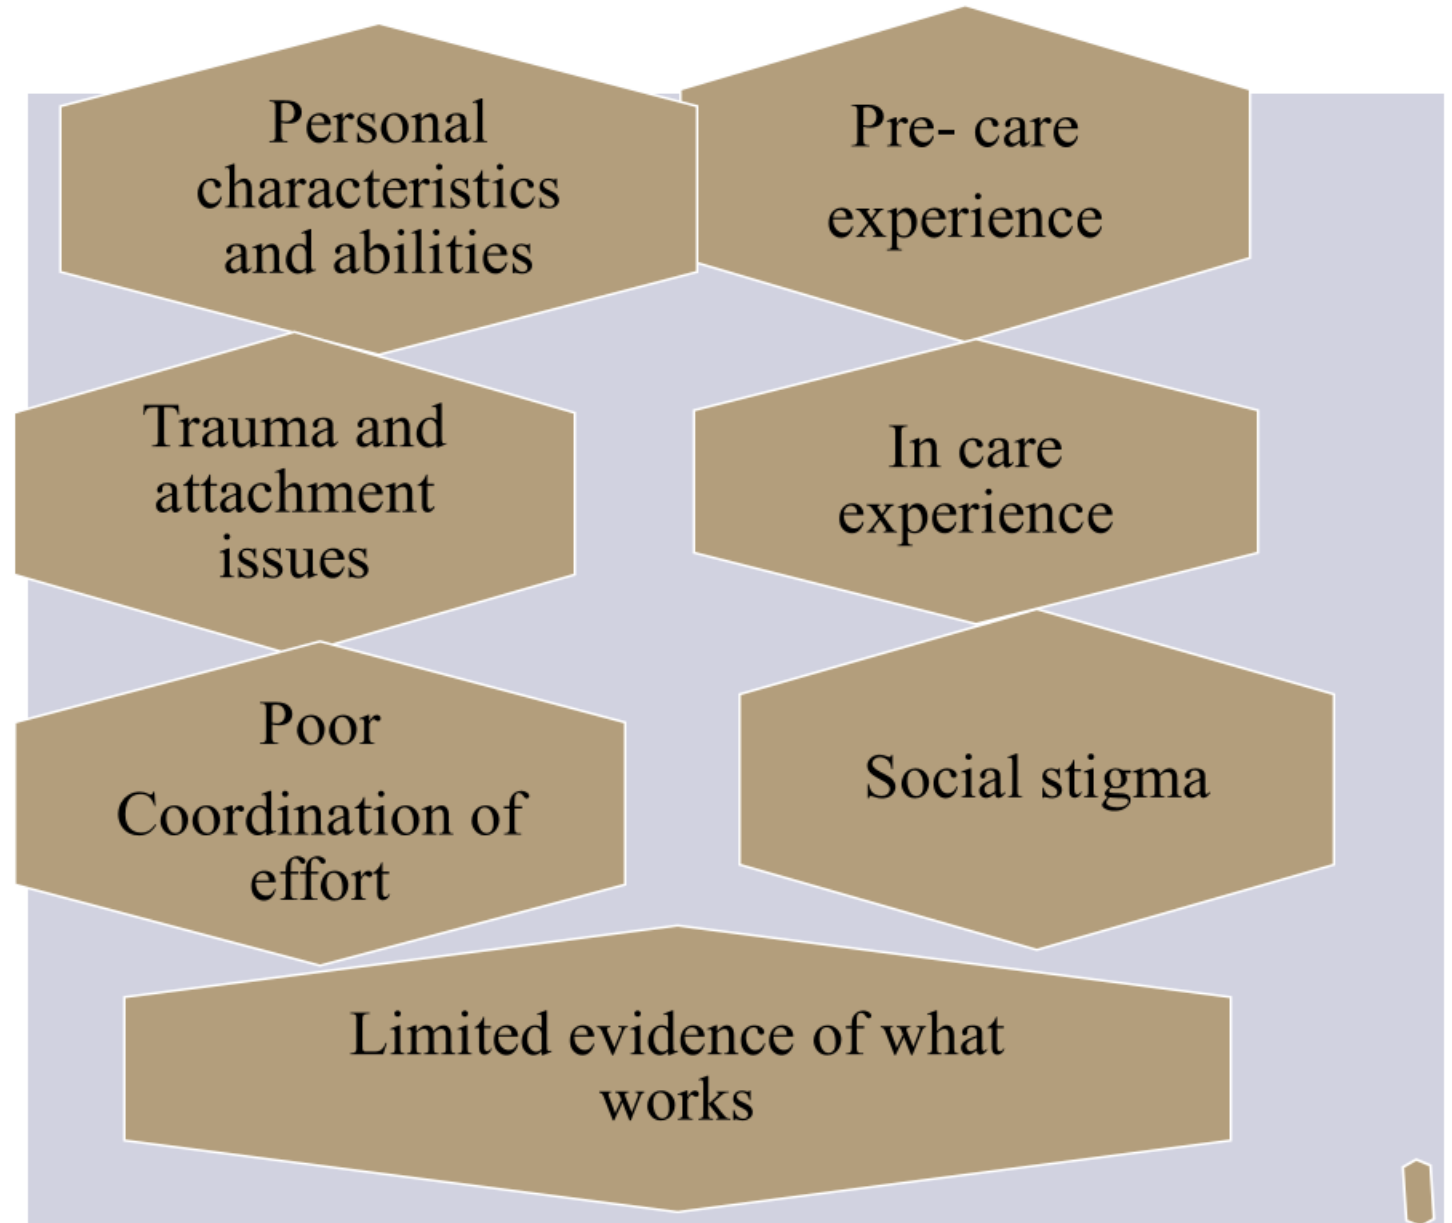 Personal
characteristics
and abilities
Pre- care
experience
Trauma and
attachment
issues
In care
experience
Poor
Coordination of
effort
Social stigma
Limited evidence of what
works